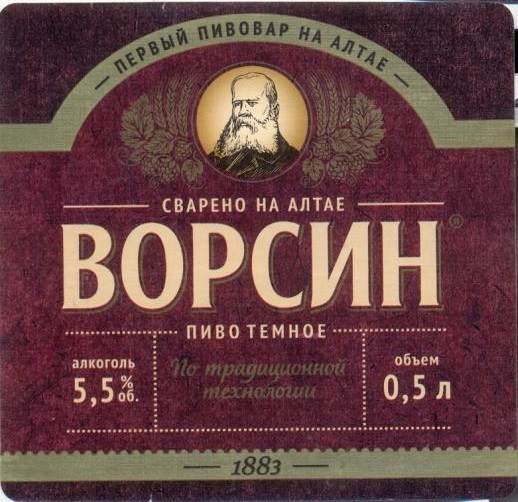 — ПЕРВЫЙ ПИВОВАР НА АЛТАЕ —
СВАРЕНО НА АЛТАЕ
ВОРСИН®
ПИВО ТЕМНОЕ
алкоголь
5,5 % об.
По традиционной
технологии
объем
0,5 л
— 1883 —